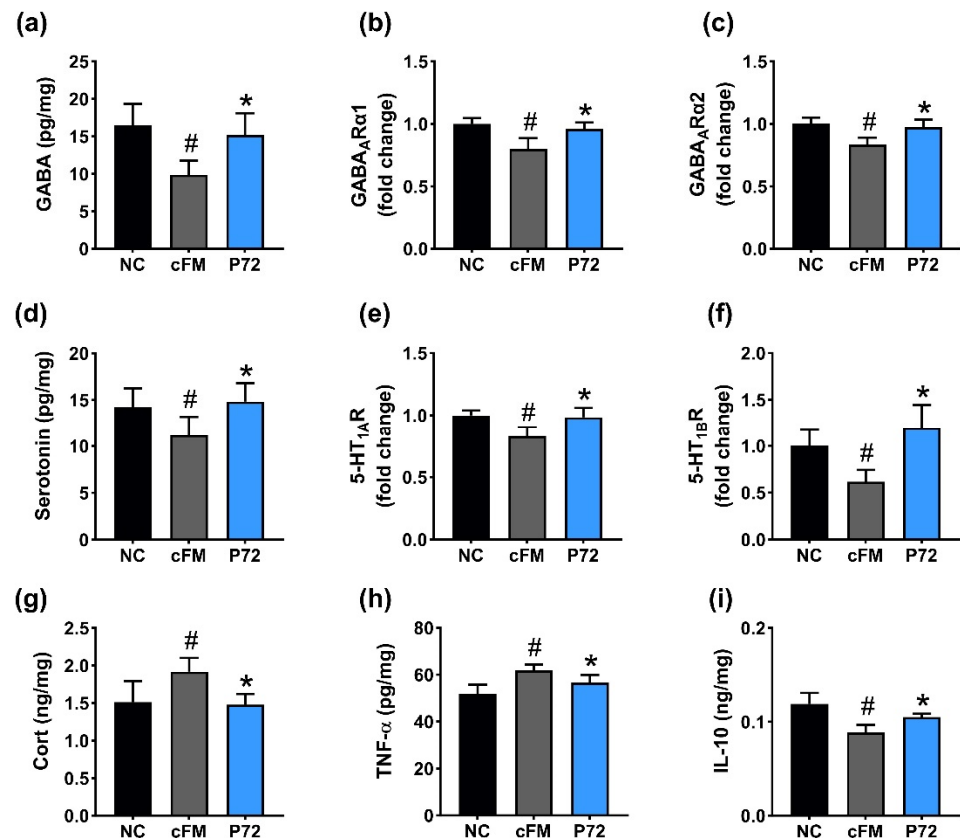 (a)
GABA (pg/mg)
25
20
15
10
5
0
#
*
NC cFM P72
(b)
GABA_ARα1
(fold change)
1.5
1.0
0.5
0.0
#
*
NC cFM P72
(c)
GABA_ARα2
(fold change)
1.5
1.0
0.5
0.0
#
*
NC cFM P72
(d)
Serotonin (pg/mg)
20
15
10
5
0
#
*
NC cFM P72
(e)
5-HT_1AR
(fold change)
1.5
1.0
0.5
0.0
#
*
NC cFM P72
(f)
5-HT_1BR
(fold change)
2.0
1.5
1.0
0.5
0.0
#
*
NC cFM P72
(g)
Cort (ng/mg)
2.5
2.0
1.5
1.0
0.5
0.0
#
*
NC cFM P72
(h)
TNF-α (pg/mg)
80
60
40
20
0
#
*
NC cFM P72
(i)
IL-10 (ng/mg)
0.2
0.1
0.0
#
*
NC cFM P72